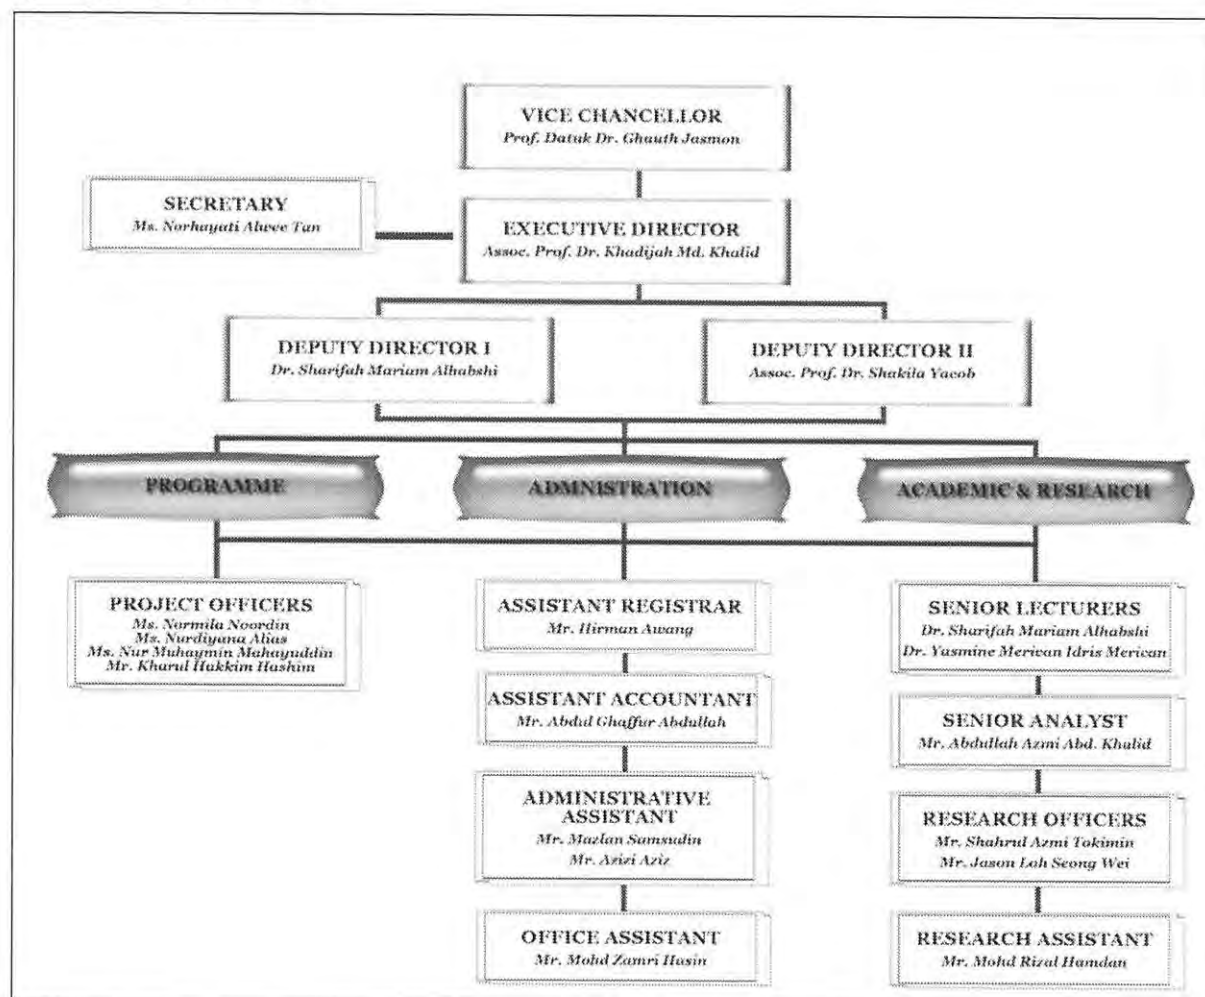 VICE CHANCELLOR
Prof. Datuk Dr. Ghauth Jasmon
SECRETARY
Ms. Norhayati Alwee Tan
EXECUTIVE DIRECTOR
Assoc. Prof. Dr. Khadijah Md. Khalid
DEPUTY DIRECTOR I
Dr. Sharifah Mariam Alhabshi
DEPUTY DIRECTOR II
Assoc. Prof. Dr. Shakila Yacob
PROGRAMME
ADMNISTRATION
ACADEMIC & RESEARCH
PROJECT OFFICERS
Ms. Normila Noordin
Ms. Nurdiyana Alias
Ms. Nur Muhaymin Mahayuddin
Mr. Kharul Hakkim Hashim
ASSISTANT REGISTRAR
Mr. Hirman Awang
ASSISTANT ACCOUNTANT
Mr. Abdul Ghaffur Abdullah
ADMINISTRATIVE
ASSISTANT
Mr. Mazlan Samsudin
Mr. Azizi Aziz
OFFICE ASSISTANT
Mr. Mohd Zamri Hasin
SENIOR LECTURERS
Dr. Sharifah Mariam Alhabshi
Dr. Yasmine Merican Idris Merican
SENIOR ANALYST
Mr. Abdullah Azmi Abd. Khalid
RESEARCH OFFICERS
Mr. Shahrul Azmi Tokimin
Mr. Jason Loh Seong Wei
RESEARCH ASSISTANT
Mr. Mohd Rizal Hamdan